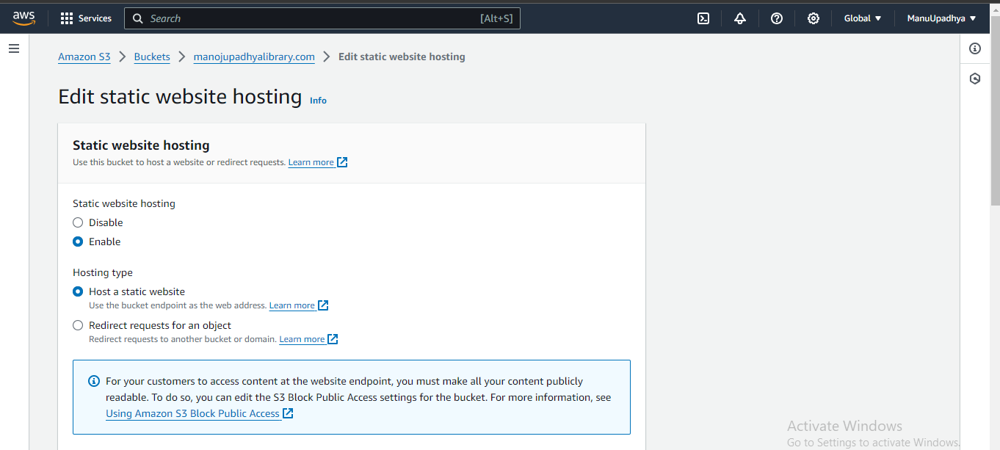 aws
Services
Search
[Alt+S]
Global
ManuUpadhya
Amazon S3 > Buckets > manojupadhyalibrary.com > Edit static website hosting
Edit static website hosting Info
Static website hosting
Use this bucket to host a website or redirect requests. Learn more
Static website hosting
Disable
Enable
Hosting type
Host a static website
Use the bucket endpoint as the web address. Learn more
Redirect requests for an object
Redirect requests to another bucket or domain. Learn more
For your customers to access content at the website endpoint, you must make all your content publicly
readable. To do so, you can edit the S3 Block Public Access settings for the bucket. For more information, see
Using Amazon S3 Block Public Access
Activate Windows
Go to Settings to activate Windows.